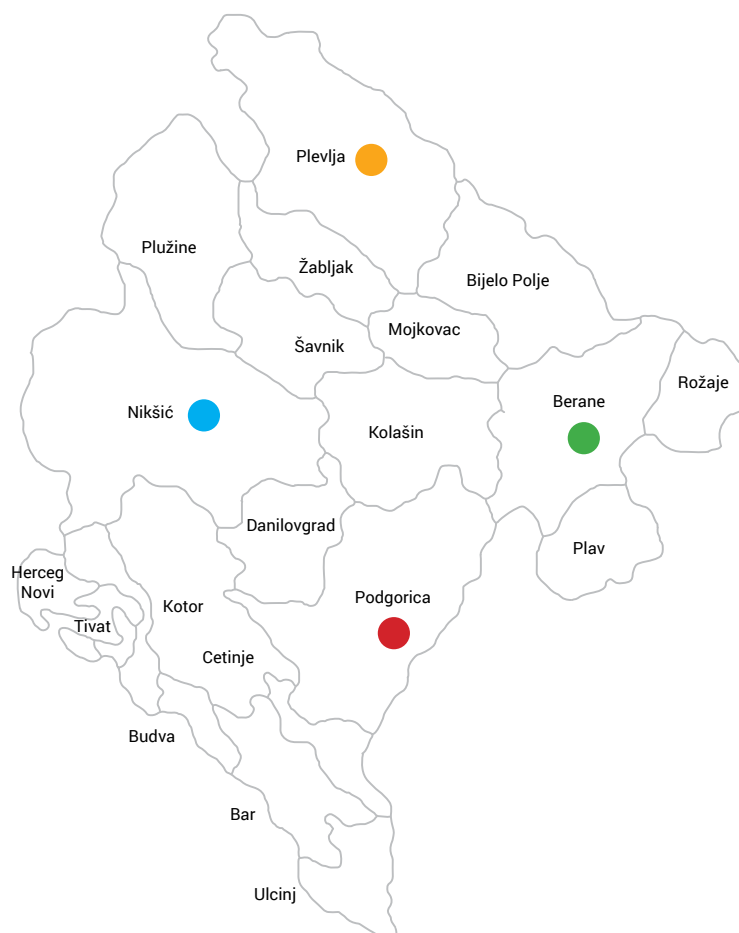 Plevlja
Plužine
Žabljak
Bijelo Polje
Mojkovac
Šavnik
Rožaje
Berane
Nikšić
Kolašin
Danilovgrad
Plav
Herceg
Novi
Podgorica
Kotor
Tivat
Cetinje
Budva
Bar
Ulcinj